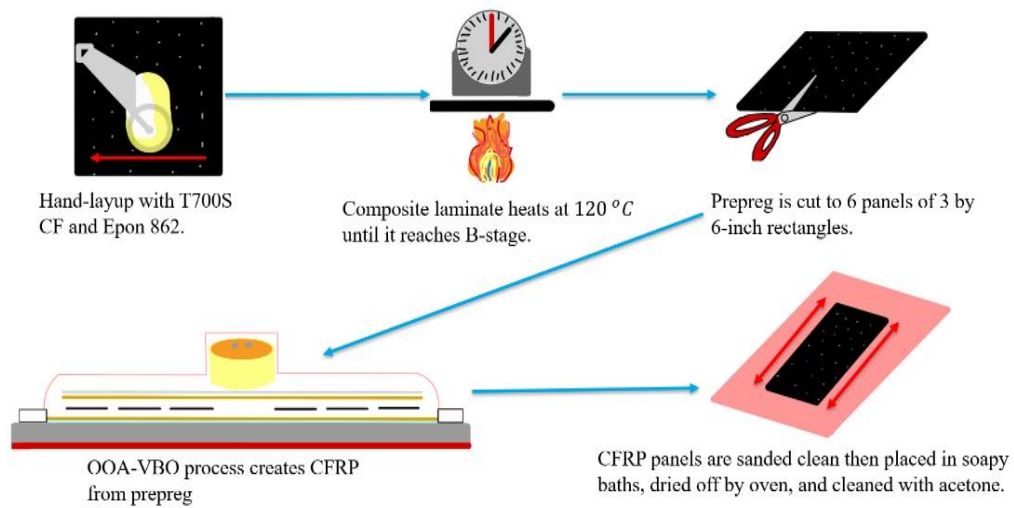 Hand-layup with T700S
CF and Epon 862.
Composite laminate heats at 120 °C
until it reaches B-stage.
Prepreg is cut to 6 panels of 3 by
6-inch rectangles.
OOA-VBO process creates CFRP
from prepreg
CFRP panels are sanded clean then placed in soapy
baths, dried off by oven, and cleaned with acetone.